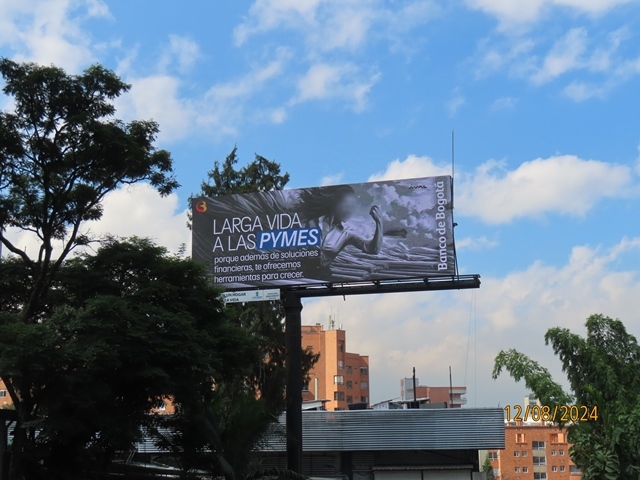 LARGA VIDA
A LAS PYMES
porque además de soluciones
financieras, te ofrecemos
herramientas para crecer.
Banco de Bogotá
AVAL
12/08/2024